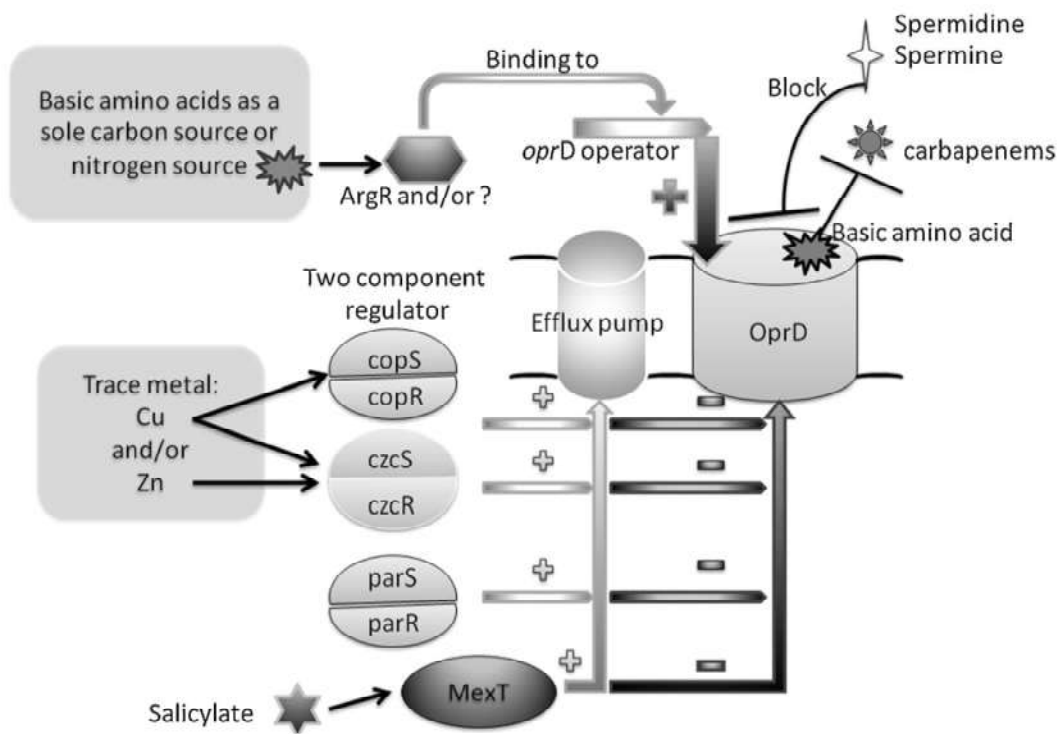 Spermidine
Spermine
Binding to
Block
Basic amino acids as a
sole carbon source or
nitrogen source
ArgR and/or ?
oprD operator
carbapenems
Basic amino acid
Two component
regulator
Efflux pump
OprD
copS
copR
Trace metal:
Cu
and/or
Zn
czcS
czcR
parS
parR
MexT
Salicylate